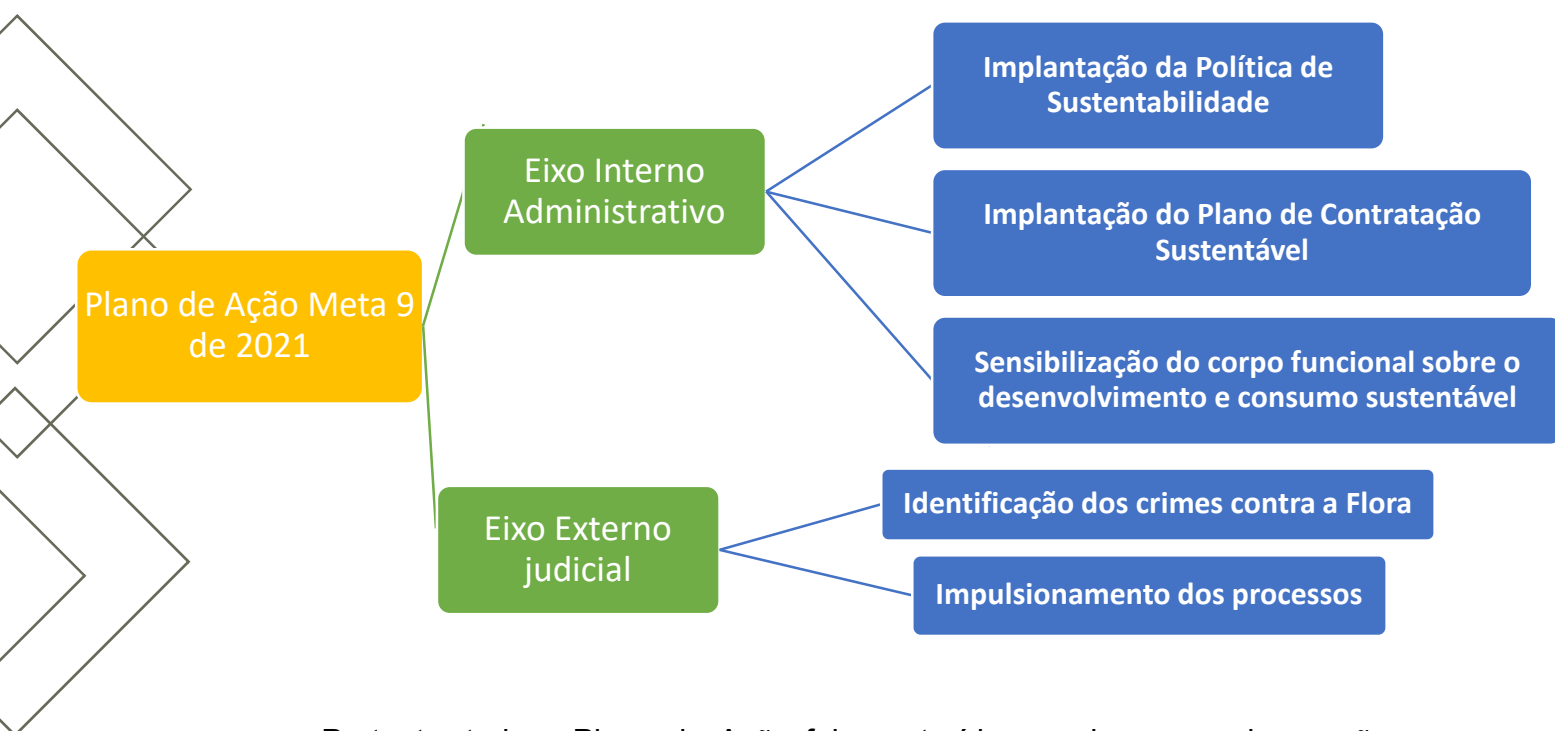 Plano de Ação Meta 9
de 2021
Eixo Interno
Administrativo
Implantação da Política de
Sustentabilidade
Implantação do Plano de Contratação
Sustentável
Sensibilização do corpo funcional sobre o
desenvolvimento e consumo sustentável
Eixo Externo
judicial
Identificação dos crimes contra a Flora
Impulsionamento dos processos